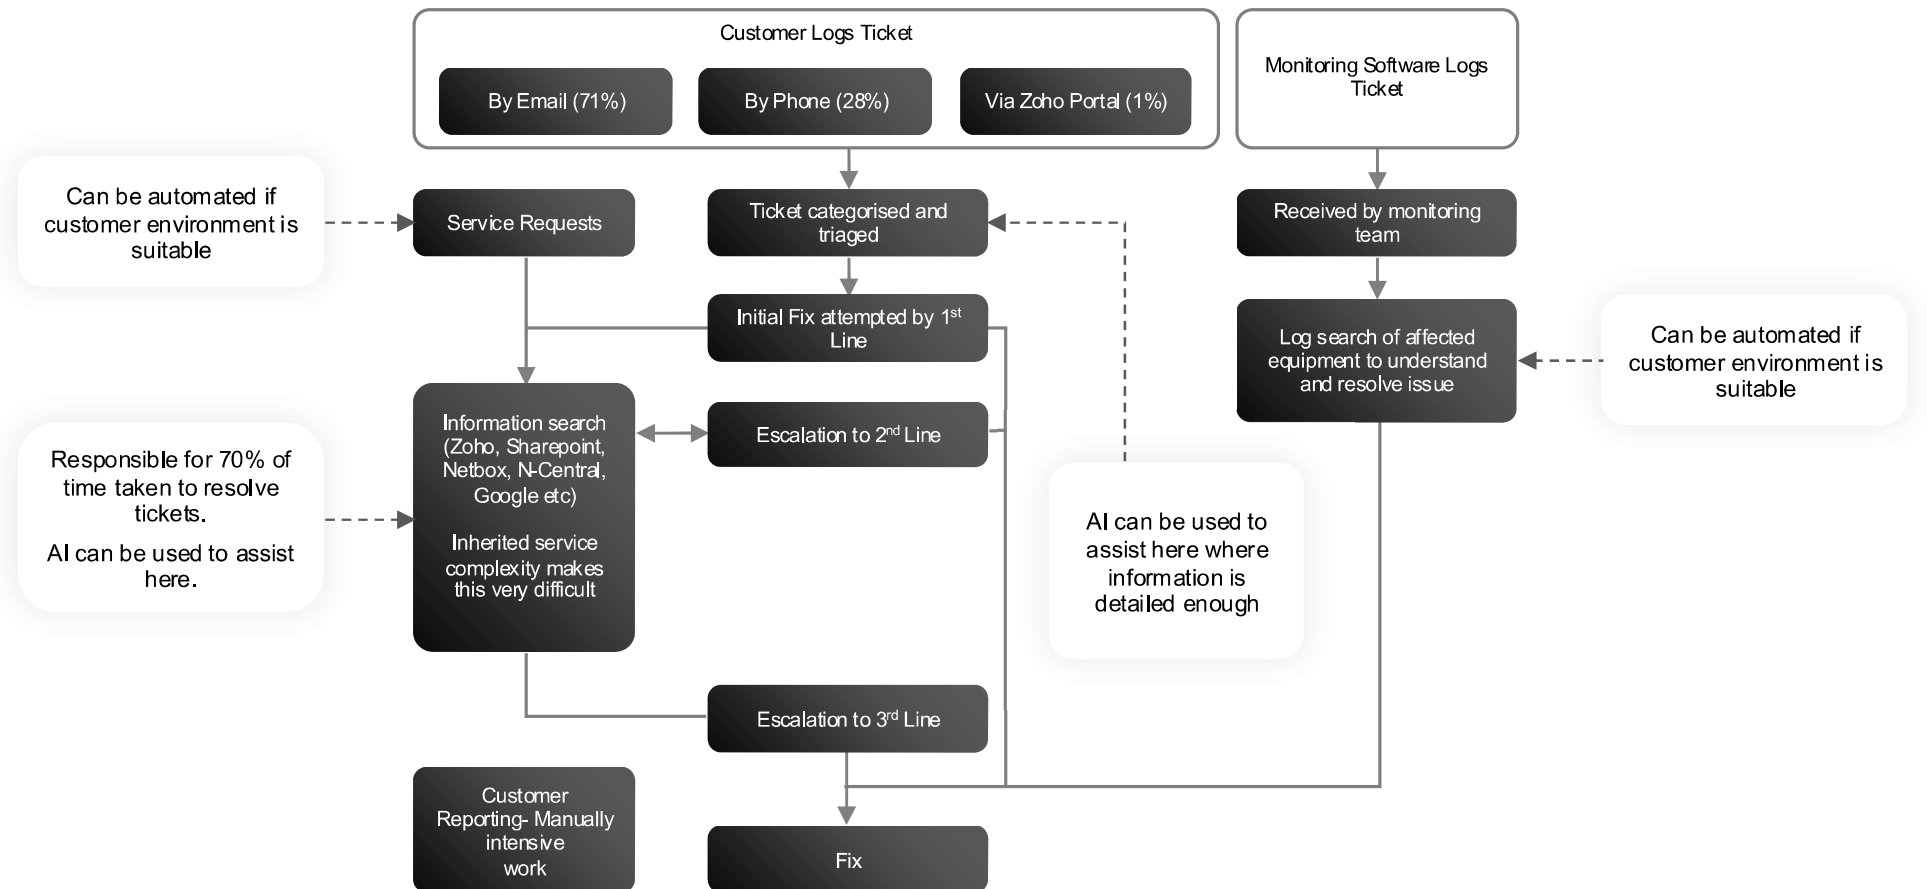 Customer Logs Ticket
By Email (71%)
By Phone (28%)
Via Zoho Portal (1%)
Monitoring Software Logs
Ticket
Can be automated if
customer environment is
suitable
Service Requests
Ticket categorised and
triaged
Received by monitoring
team
Initial Fix attempted by 1st
Line
Log search of affected
equipment to understand
and resolve issue
Can be automated if
customer environment is
suitable
Information search
(Zoho, Sharepoint,
Netbox, N-Central,
Google etc)
Inherited service
complexity makes
this very difficult
Escalation to 2nd Line
Responsible for 70% of
time taken to resolve
tickets.
AI can be used to assist
here.
AI can be used to
assist here where
information is
detailed enough
Escalation to 3rd Line
Customer
Reporting- Manually
intensive
work
Fix